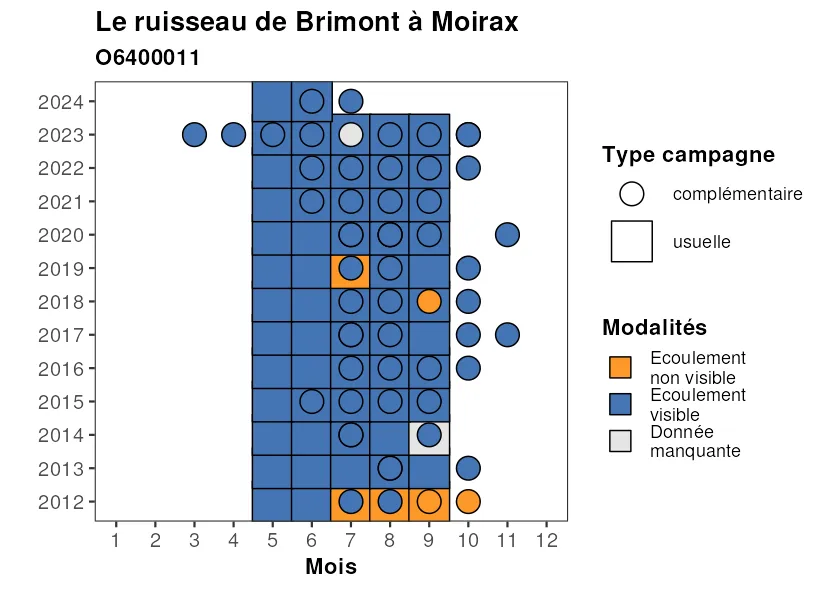 Le ruisseau de Brimont à Moirax
O6400011
2024
2023
2022
2021
2020
2019
2018
2017
2016
2015
2014
2013
2012
1 2 3 4 5 6 7 8 9 10 11 12
Mois
Type campagne
complémentaire
usuelle
Modalités
Ecoulement
non visible
Ecoulement
visible
Donnée
manquante